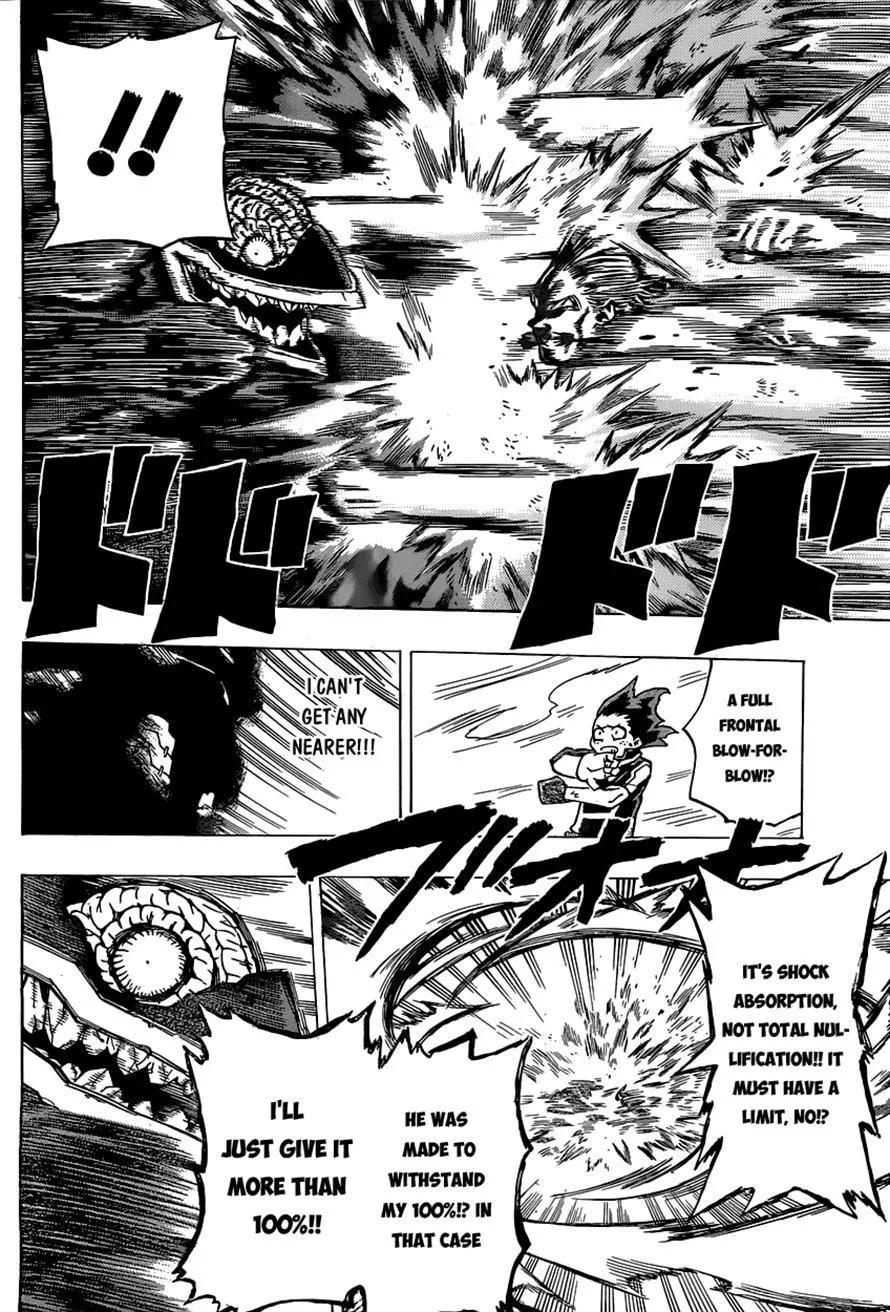 !!
ドドドド
A FULL
FRONTAL
BLOW-FOR-
BLOW!?
I CAN'T
GET ANY
NEARER!!!
ブオオ
IT'S SHOCK
ABSORPTION,
NOT TOTAL NUL-
LIFICATION!! IT
MUST HAVE A
LIMIT, NO!?
HE WAS
MADE TO
WITHSTAND
MY 100%!? IN
THAT CASE
I'LL
JUST GIVE IT
MORE THAN
100%!!